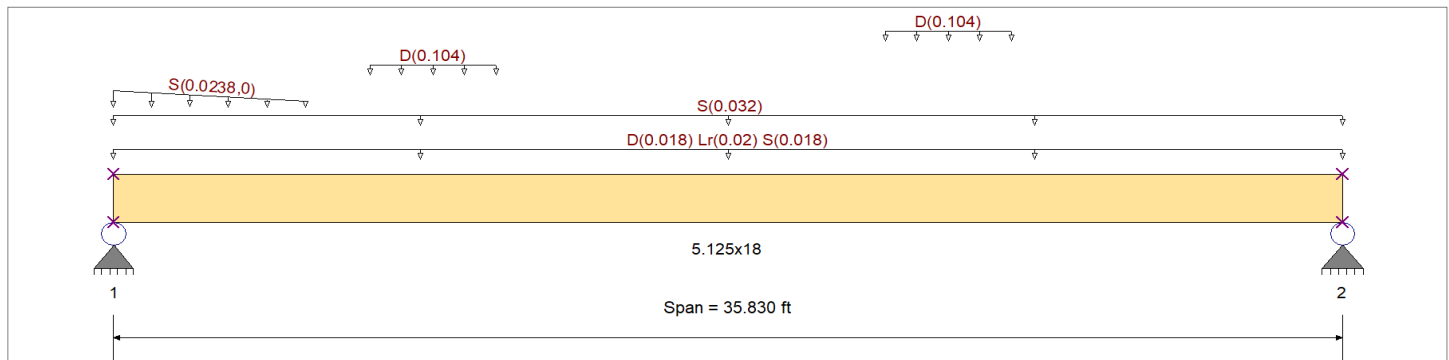 D(0.104)
D(0.104)
S(0.0238,0)
S(0.032)
D(0.018) Lr(0.02) S(0.018)
5.125x18
1
2
Span = 35.830 ft